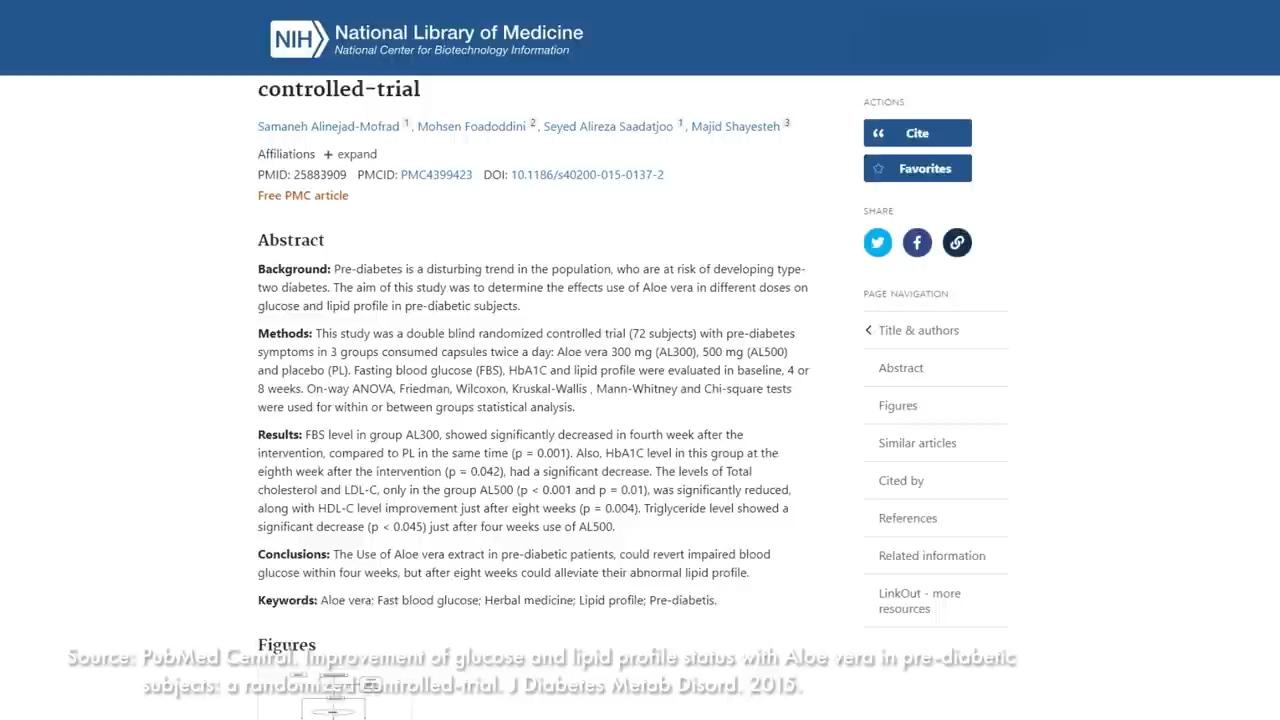 NIH National Library of Medicine
National Center for Biotechnology Information
controlled-trial
Samaneh Alinejad-Mofrad 1, Mohsen Foadoddini 2, Seyed Alireza Saadatjoo 1, Majid Shayesteh 3
Affiliations + expand
PMID: 25883909 PMCID: PMC4399423 DOI: 10.1186/s40200-015-0137-2
Free PMC article
Abstract
Background: Pre-diabetes is a disturbing trend in the population, who are at risk of developing type-
two diabetes. The aim of this study was to determine the effects use of Aloe vera in different doses on
glucose and lipid profile in pre-diabetic subjects.
Methods: This study was a double blind randomized controlled trial (72 subjects) with pre-diabetes
symptoms in 3 groups consumed capsules twice a day: Aloe vera 300 mg (AL300), 500 mg (AL500)
and placebo (PL). Fasting blood glucose (FBS), HbA1C and lipid profile were evaluated in baseline, 4 or
8 weeks. On-way ANOVA, Friedman, Wilcoxon, Kruskal-Wallis , Mann-Whitney and Chi-square tests
were used for within or between groups statistical analysis.
Results: FBS level in group AL300, showed significantly decreased in fourth week after the
intervention, compared to PL in the same time (p = 0.001). Also, HbA1C level in this group at the
eighth week after the intervention (p = 0.042), had a significant decrease. The levels of Total
cholesterol and LDL-C, only in the group AL500 (p < 0.001 and p = 0.01), was significantly reduced,
along with HDL-C level improvement just after eight weeks (p = 0.004). Triglyceride level showed a
significant decrease (p < 0.045) just after four weeks use of AL500.
Conclusions: The Use of Aloe vera extract in pre-diabetic patients, could revert impaired blood
glucose within four weeks, but after eight weeks could alleviate their abnormal lipid profile.
Keywords: Aloe vera; Fast blood glucose; Herbal medicine; Lipid profile; Pre-diabetis.
Figures
ACTIONS
Cite
Favorites
SHARE
PAGE NAVIGATION
Title & authors
Abstract
Figures
Similar articles
Cited by
References
Related information
LinkOut - more
resources
Source: PubMed Central. Improvement of glucose and lipid profile status with Aloe vera in pre-diabetic
subjects: a randomized controlled-trial. J Diabetes Metab Disord. 2015.